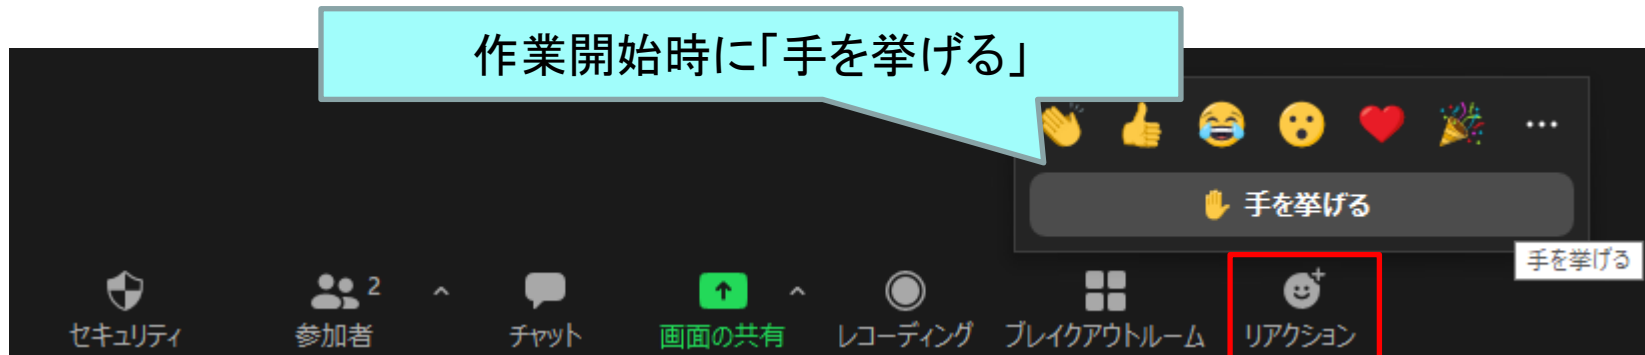 作業開始時に「手を挙げる」
手を挙げる
手を挙げる
2
セキュリティ
参加者
チャット
画面の共有
レコーディング
ブレイクアウトルーム
リアクション